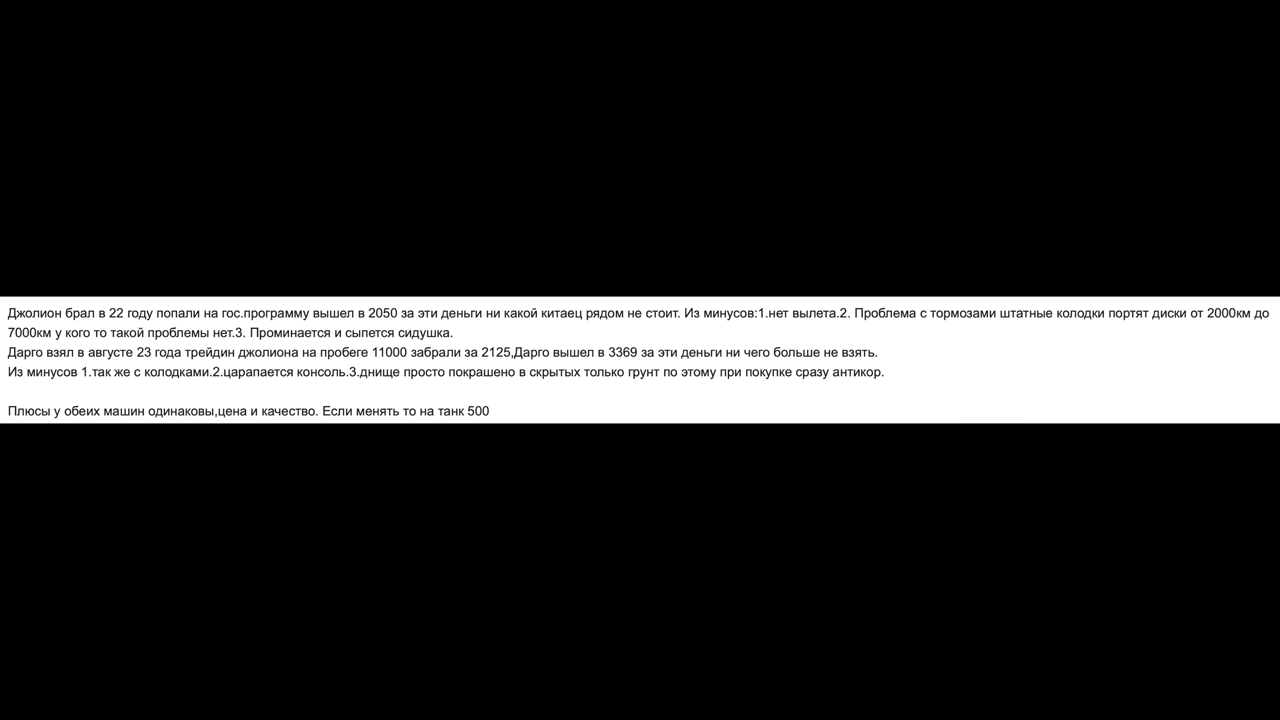 Джолион брал в 22 году попали на гос.программу вышел в 2050 за эти деньги ни какой китаец рядом не стоит. Из минусов:1.нет вылета.2. Проблема с тормозами штатные колодки портят диски от 2000км до
7000км у кого то такой проблемы нет.3. Проминается и сыпется сидушка.
Дарго взял в августе 23 года трейдин джолиона на пробеге 11000 забрали за 2125,Дарго вышел в 3369 за эти деньги ни чего больше не взять.
Из минусов 1.так же с колодками.2.царапается консоль.3.днище просто покрашено в скрытых только грунт по этому при покупке сразу антикор.
Плюсы у обеих машин одинаковы,цена и качество. Если менять то на танк 500